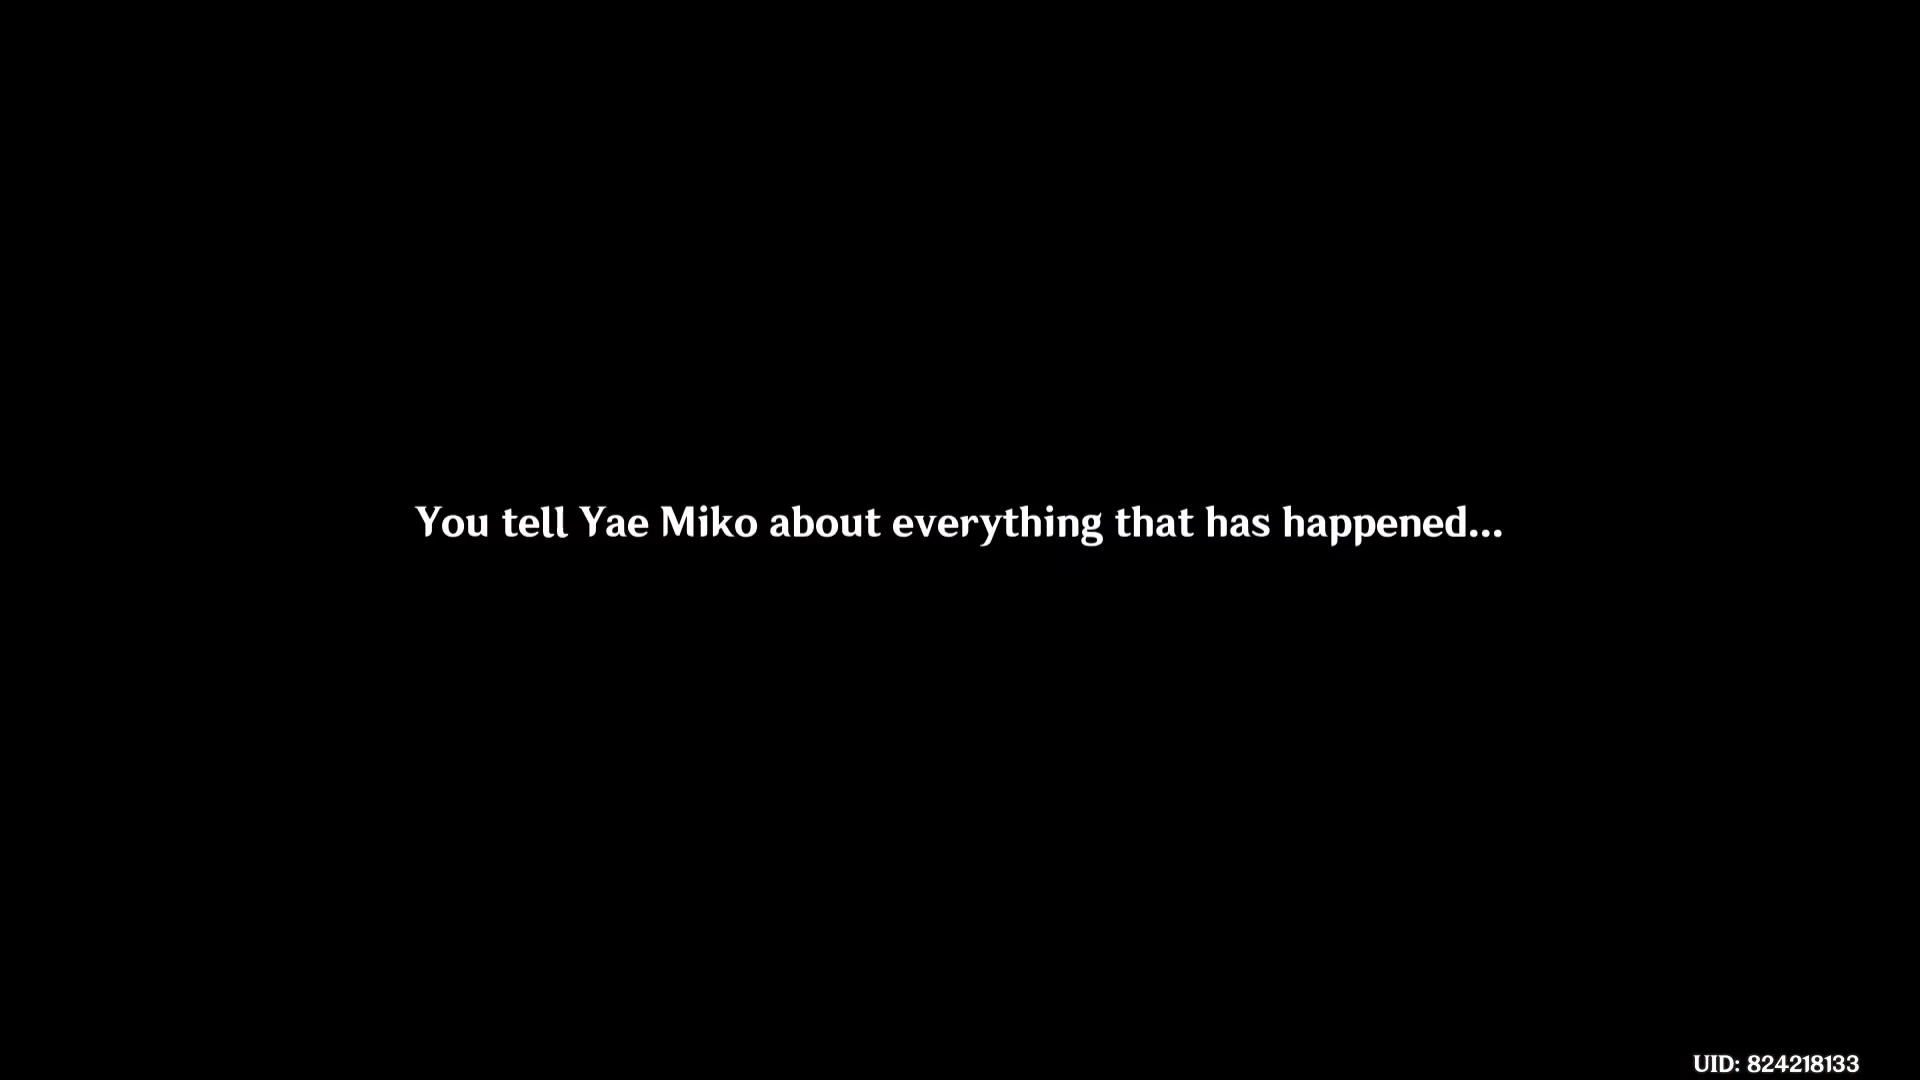 You tell Yae Miko about everything that has happened...
UID: 824218133